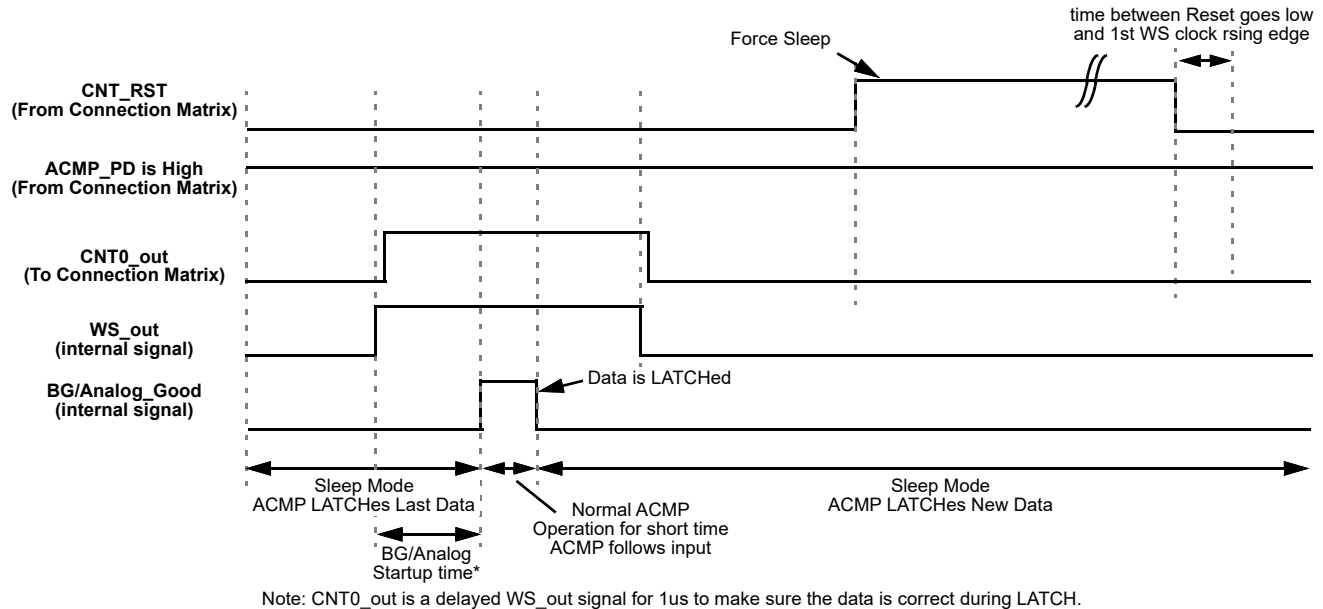 time between Reset goes low
and 1st WS clock rsing edge
Force Sleep
CNT_RST
(From Connection Matrix)
ACMP_PD is High
(From Connection Matrix)
CNT0_out
(To Connection Matrix)
WS_out
(internal signal)
BG/Analog_Good
(internal signal)
Data is LATCHed
Sleep Mode
ACMP LATCHes Last Data
Normal ACMP
Operation for short time
ACMP follows input
Sleep Mode
ACMP LATCHes New Data
BG/Analog
Startup time*
Note: CNT0_out is a delayed WS_out signal for 1us to make sure the data is correct during LATCH.